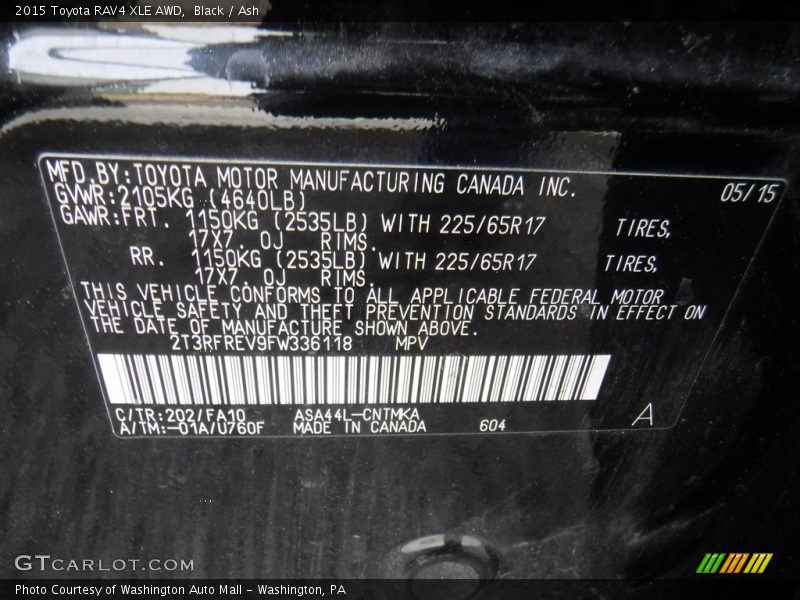 2015 Toyota RAV4 XLE AWD,  Black / Ash
MFD.BY:TOYOTA MOTOR MANUFACTURING CANADA INC. 05/15
GVWR:2105KG (4640LB)
GAWR:FRT. 1150KG (2535LB) WITH 225/65R17 TIRES,
17X7.0J RIMS.
RR. 1150KG (2535LB) WITH 225/65R17 TIRES,
17X7.0J RIMS.
THIS VEHICLE CONFORMS TO ALL APPLICABLE FEDERAL MOTOR
VEHICLE SAFETY AND THEFT PREVENTION STANDARDS IN EFFECT ON
THE DATE OF MANUFACTURE SHOWN ABOVE.
2T3RFREV9FW336118 MPV
C/TR:202/FA10 ASA44L-CNTMKA
A/TM:-01A/U760F MADE IN CANADA 604 A
GTCARLOT.COM
Photo Courtesy of Washington Auto Mall - Washington, PA